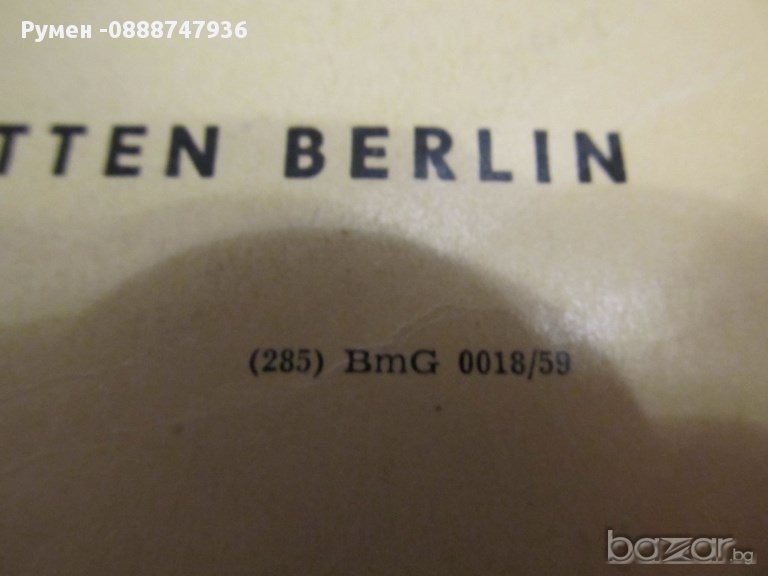 Румен -0888747936
TTEN BERLIN
(285) BmG 0018/59
bazar.bg